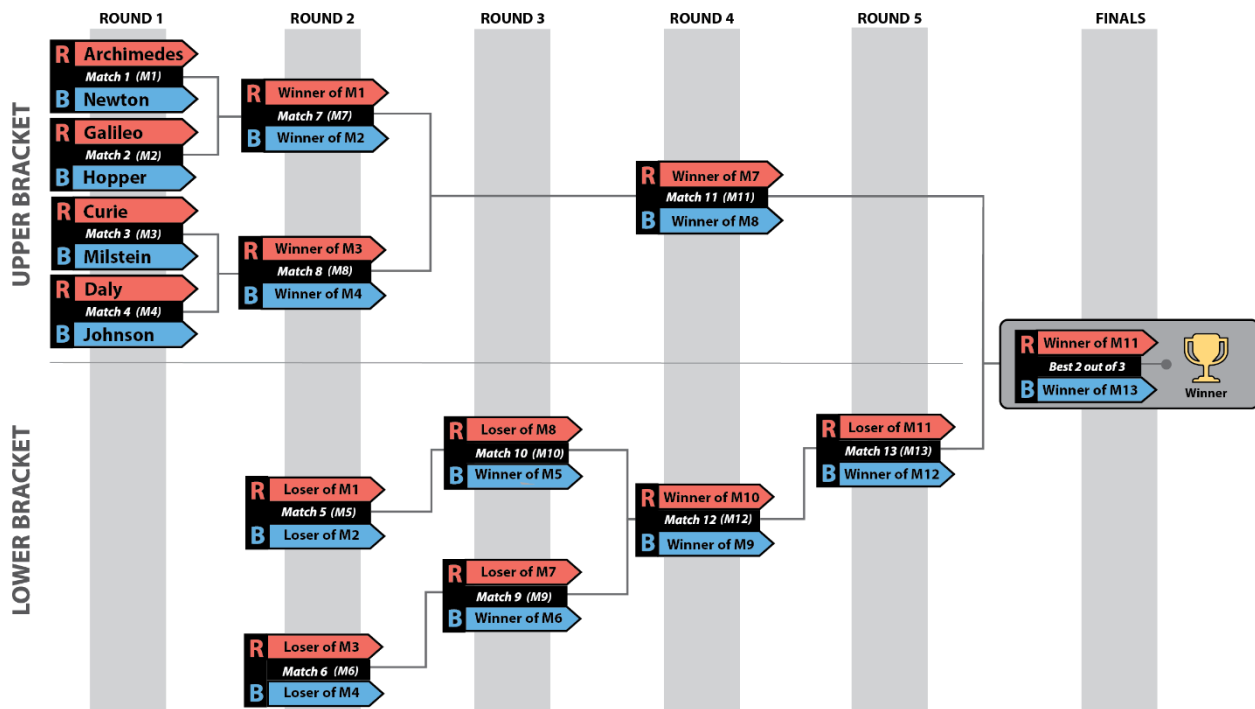 ROUND 1
ROUND 2
ROUND 3
ROUND 4
ROUND 5
FINALS
UPPER BRACKET
R Archimedes
Match 1 (M1)
B Newton
R Galileo
Match 2 (M2)
B Hopper
R Curie
Match 3 (M3)
B Milstein
R Daly
Match 4 (M4)
B Johnson
R Winner of M1
Match 7 (M7)
B Winner of M2
R Winner of M3
Match 8 (M8)
B Winner of M4
R Winner of M7
Match 11 (M11)
B Winner of M8
R Winner of M11
Best 2 out of 3
B Winner of M13
Winner
LOWER BRACKET
R Loser of M1
Match 5 (M5)
B Loser of M2
R Loser of M3
Match 6 (M6)
B Loser of M4
R Loser of M8
Match 10 (M10)
B Winner of M5
R Loser of M7
Match 9 (M9)
B Winner of M6
R Winner of M10
Match 12 (M12)
B Winner of M9
R Loser of M11
Match 13 (M13)
B Winner of M12